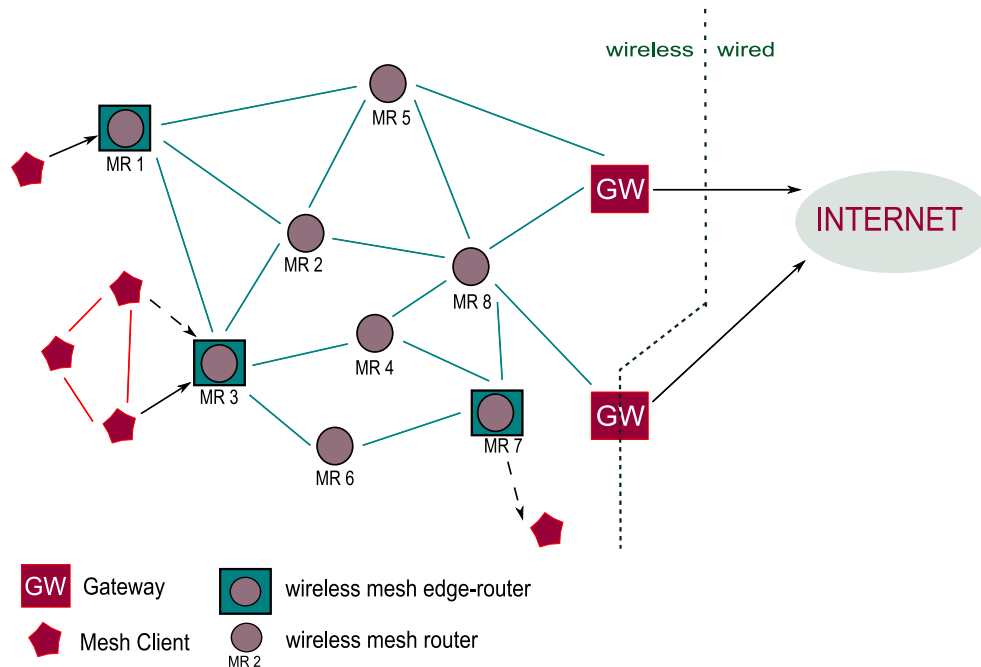 wireless wired
MR 5
MR 1
GW
INTERNET
MR 2
MR 8
MR 4
MR 3
GW
MR 7
MR 6
GW Gateway
wireless mesh edge-router
Mesh Client
wireless mesh router
MR 2